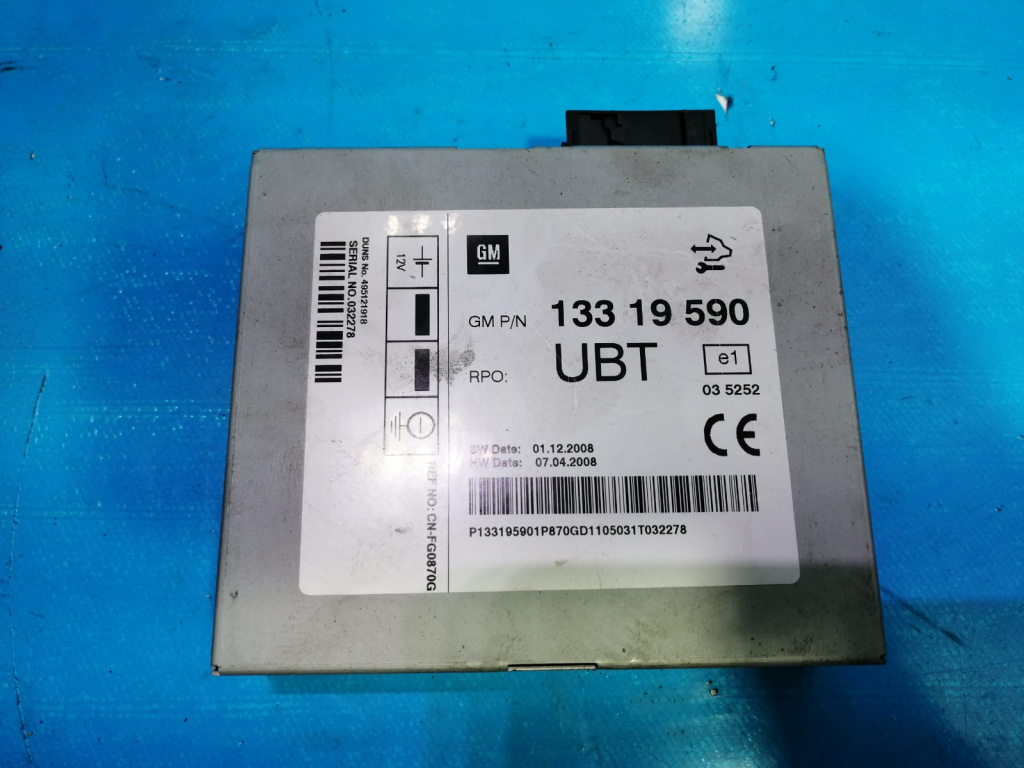 DUNS No. 495121918
SERIAL NO. 032278
12V
REF NO: CN-FG0870G
GM
GM P/N 133 19 590
RPO: UBT e1
03 5252
CE
SW Date: 01.12.2008
HW Date: 07.04.2008
P133195901P870GD1105031T032278